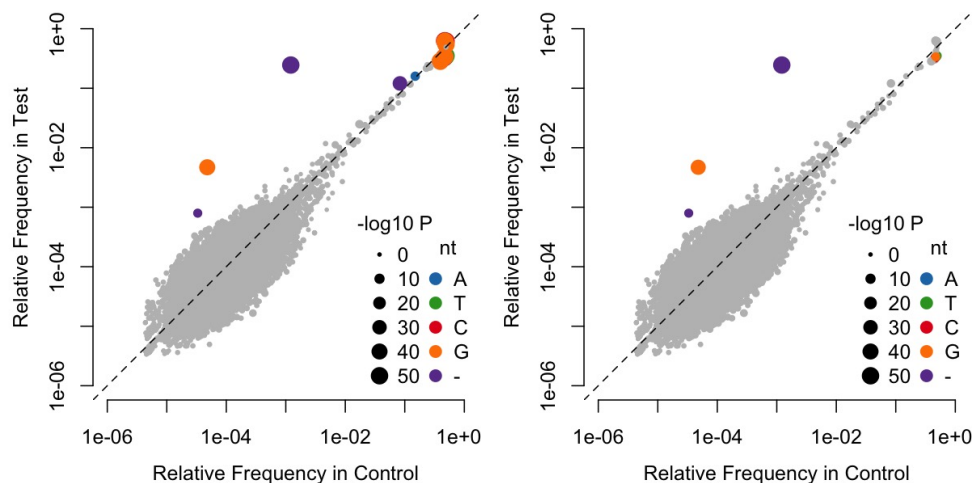 Relative Frequency in Test
1e+0
1e-02
1e-04
1e-06
-log10 P
nt
0
10 A
20 T
30 C
40 G
50 -
1e-06 1e-04 1e-02 1e+0
Relative Frequency in Control
Relative Frequency in Test
1e+0
1e-02
1e-04
1e-06
-log10 P
nt
0
10 A
20 T
30 C
40 G
50 -
1e-06 1e-04 1e-02 1e+0
Relative Frequency in Control